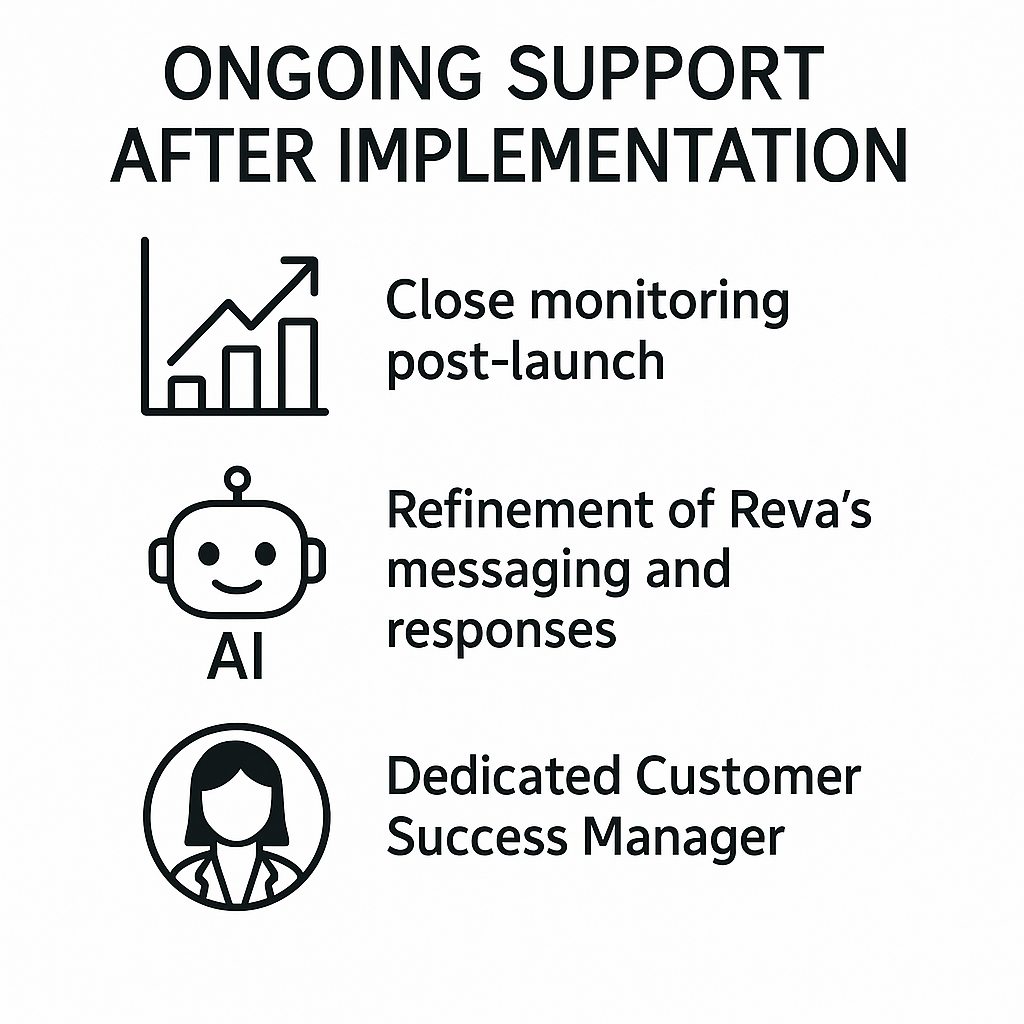 ONGOING SUPPORT
AFTER IMPLEMENTATION
Close monitoring
post-launch
Refinement of Reva’s
messaging and
responses
AI
Dedicated Customer
Success Manager